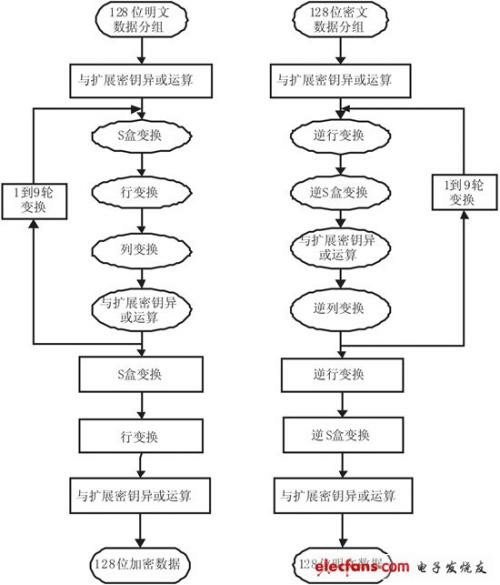 128位明文
数据分组
与扩展密钥异或运算
S盒变换
行变换
列变换
与扩展密钥异
或运算
1到9轮
变换
S盒变换
行变换
与扩展密钥异或运算
128位加密数据
128位密文
数据分组
与扩展密钥异或运算
逆行变换
逆S盒变换
与扩展密钥异
或运算
逆列变换
1到9轮
变换
逆行变换
逆S盒变换
与扩展密钥异或运算
128位明文数据
elecfans.com 电子发烧友